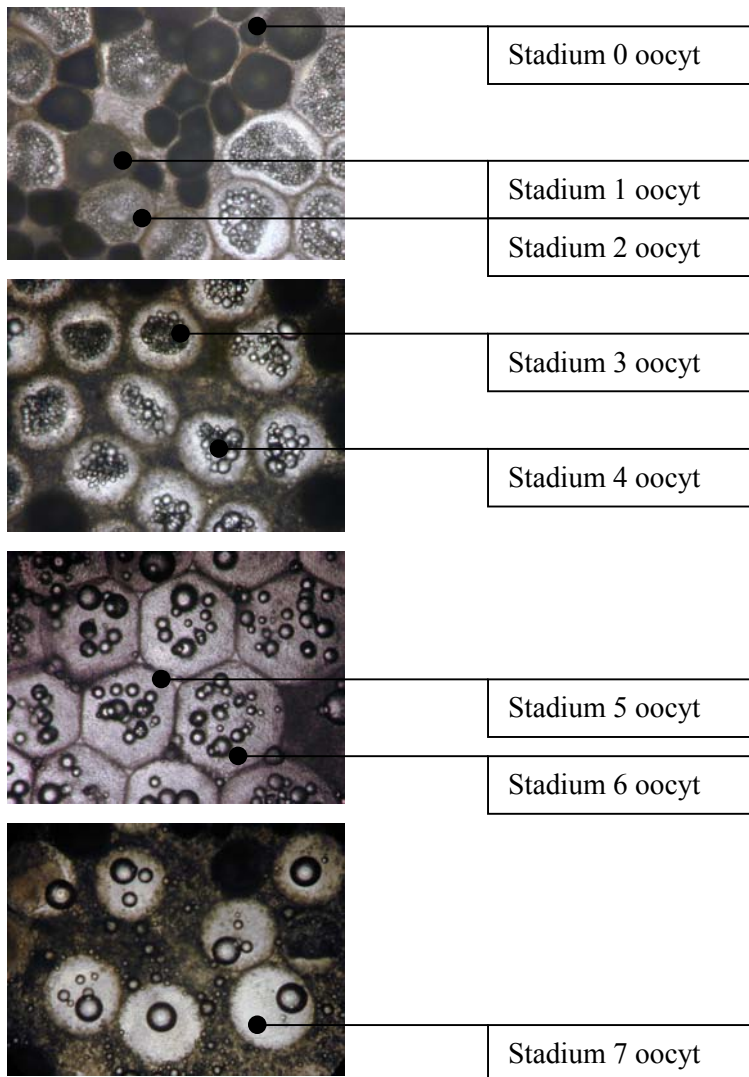 Stadium 0 oocyt
Stadium 1 oocyt
Stadium 2 oocyt
Stadium 3 oocyt
Stadium 4 oocyt
Stadium 5 oocyt
Stadium 6 oocyt
Stadium 7 oocyt